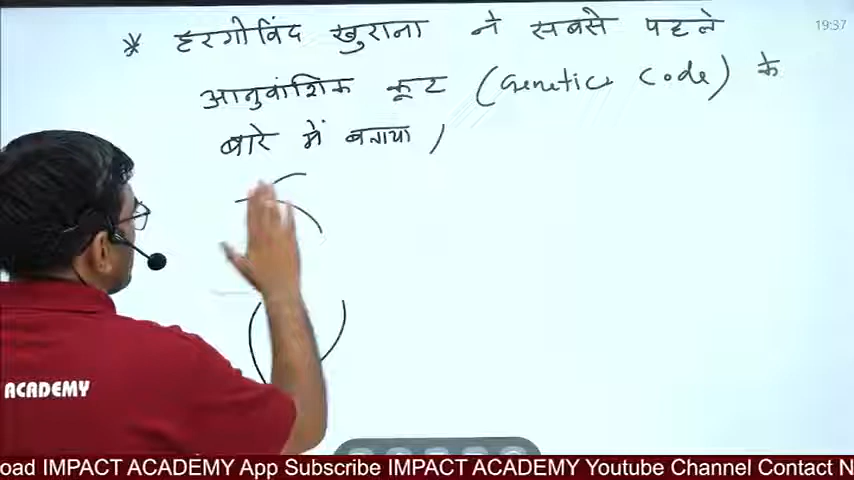 19:37
* हरगोविंद खुराना ने सबसे पहले
आनुवांशिक कूट (Genetics Code) के
बारे में बताया,
ACADEMY
oad IMPACT ACADEMY App Subscribe IMPACT ACADEMY Youtube Channel Contact N